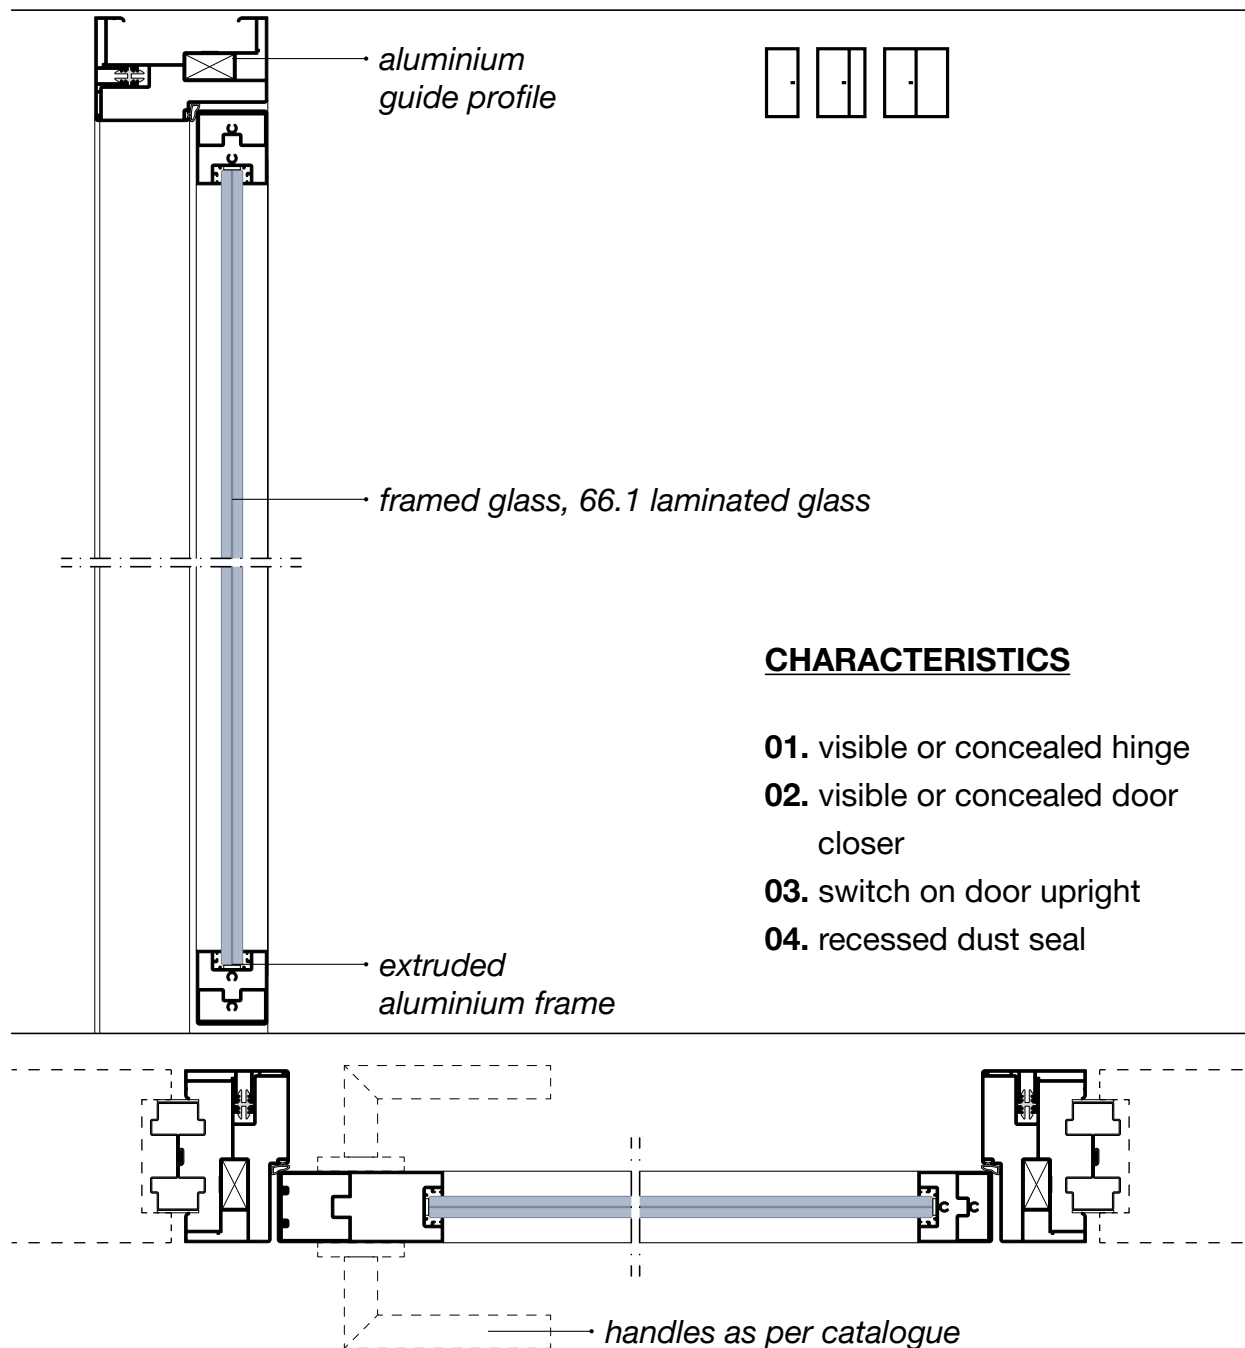 aluminium
guide profile
framed glass, 66.1 laminated glass
CHARACTERISTICS
01. visible or concealed hinge
02. visible or concealed door
closer
03. switch on door upright
04. recessed dust seal
extruded
aluminium frame
handles as per catalogue